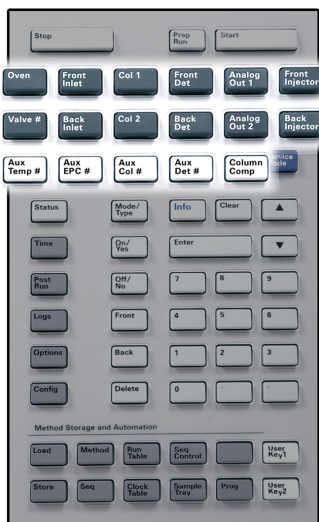 Stop
Prep Run
Start
Oven
Front Inlet
Col 1
Front Det
Analog Out 1
Front Injector
Valve #
Back Inlet
Col 2
Back Det
Analog Out 2
Back Injector
Aux Temp #
Aux EPC #
Aux Col #
Aux Det #
Column Comp
Status
Mode/ Type
Info
Clear
Time
On/ Yes
Enter
Post Run
Off/ No
7
8
9
Logs
Front
4
5
6
Options
Back
1
2
3
Config
Delete
0
Method Storage and Automation
Load
Method
Run Table
Seq Control
User Key1
Store
Seq
Clock Table
Sample Tray
Prog
User Key2